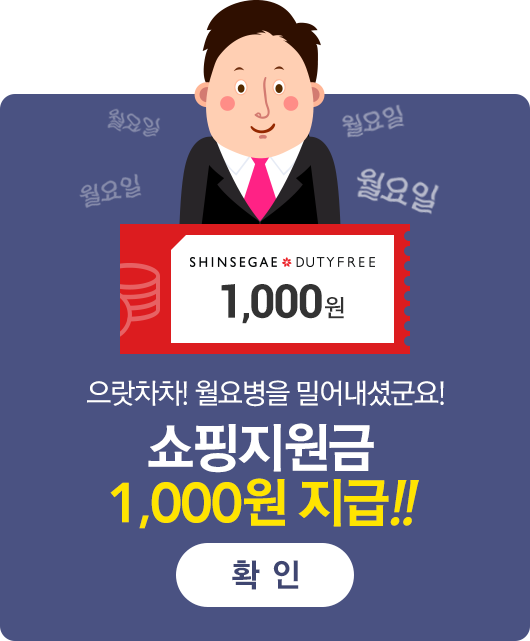 월요일
월요일
월요일
월요일
SHINSEGAE DUTYFREE
1,000원
으랏차차! 월요병을 밀어내셨군요!
쇼핑지원금
1,000원 지급!!
확 인